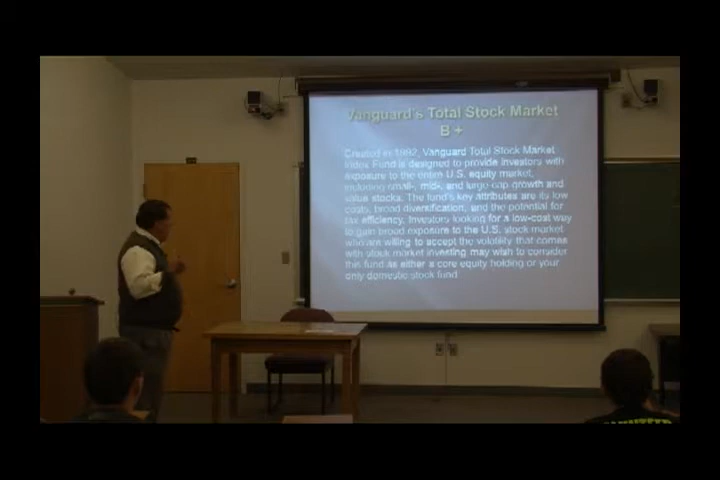 Vanguard's Total Stock Market
B +
Created in 1992, Vanguard Total Stock Market
Index Fund is designed to provide investors with
exposure to the entire U.S. equity market,
including small-, mid-, and large-cap growth and
value stocks. The fund's key attributes are its low
costs, broad diversification, and the potential for
tax efficiency. Investors looking for a low-cost way
to gain broad exposure to the U.S. stock market
who are willing to accept the volatility that comes
with stock market investing may wish to consider
this fund as either a core equity holding or your
only domestic stock fund